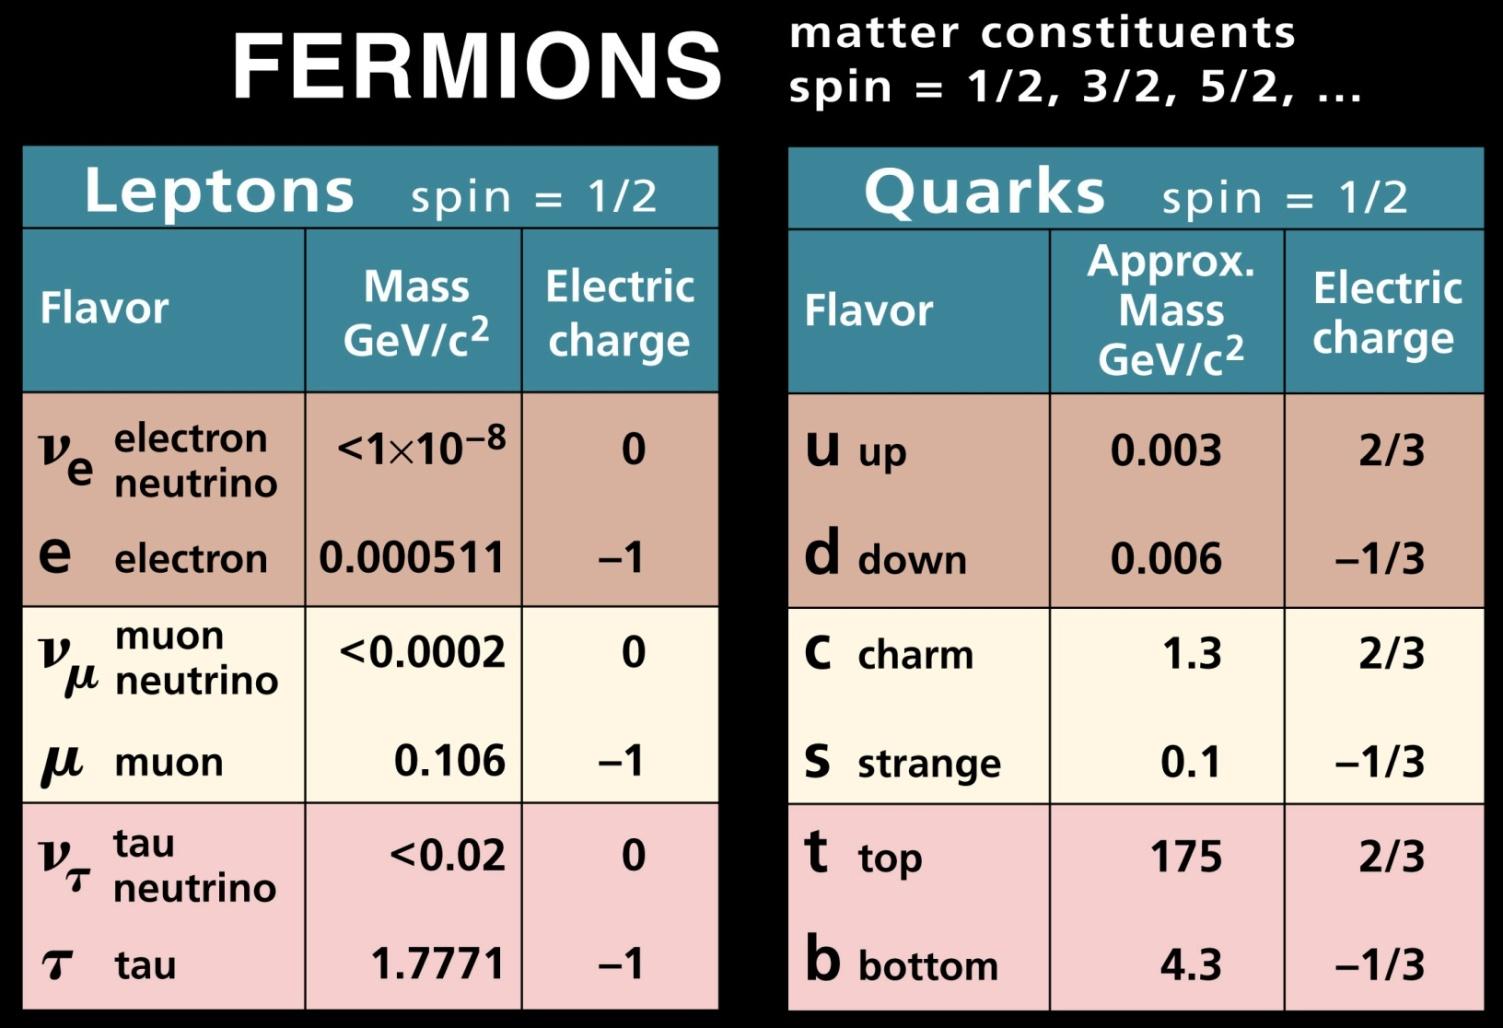 FERMIONS
matter constituents
spin = 1/2, 3/2, 5/2, ...
Leptons spin = 1/2
Flavor
Mass
GeV/c²
Electric
charge
νe electron neutrino <1×10⁻⁸ 0
e electron 0.000511 –1
νμ muon neutrino <0.0002 0
μ muon 0.106 –1
ντ tau neutrino <0.02 0
τ tau 1.7771 –1
Quarks spin = 1/2
Flavor
Approx.
Mass
GeV/c²
Electric
charge
u up 0.003 2/3
d down 0.006 –1/3
c charm 1.3 2/3
s strange 0.1 –1/3
t top 175 2/3
b bottom 4.3 –1/3